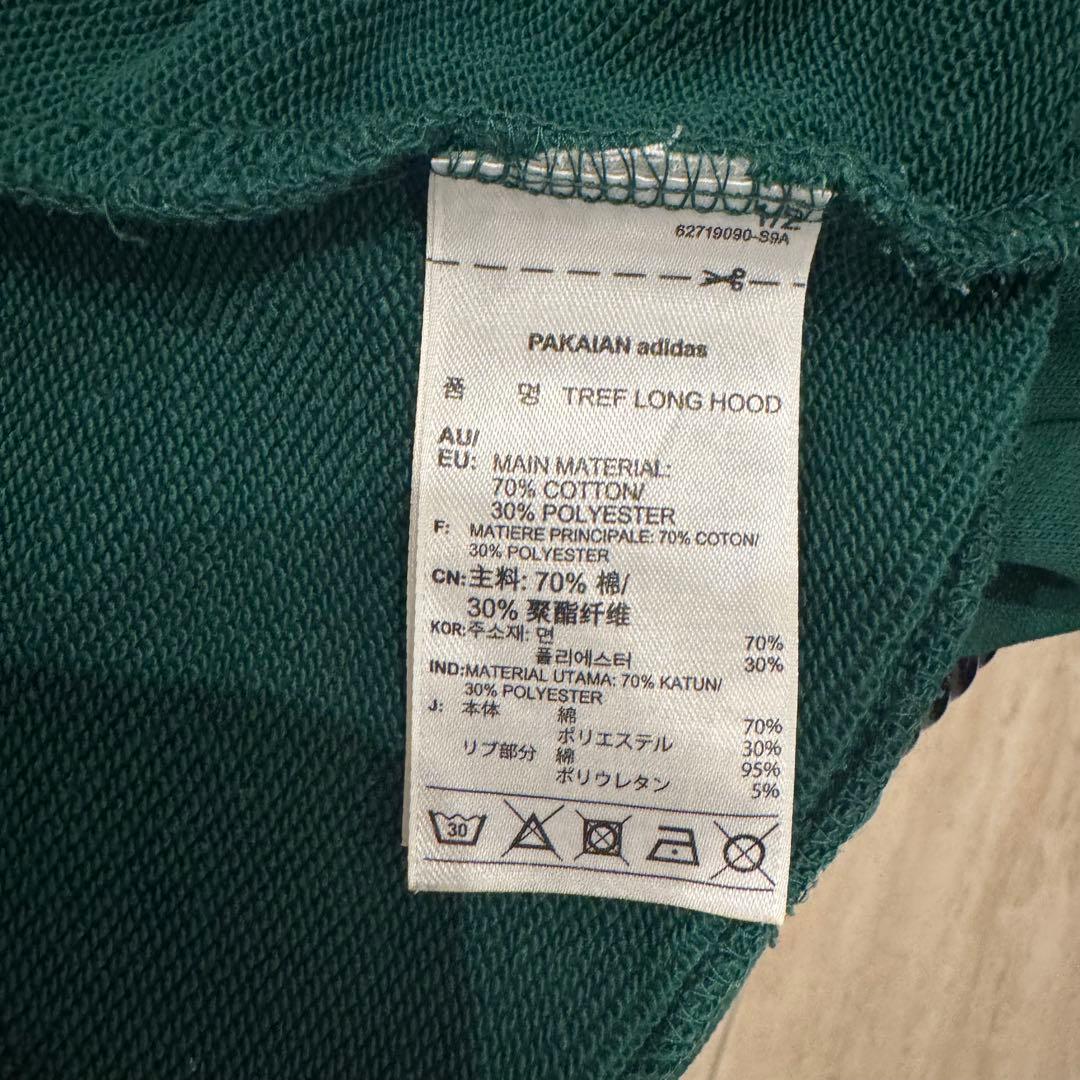 1/2
62719090-S9A
PAKAIAN adidas
품 명 TREF LONG HOOD
AU/
EU: MAIN MATERIAL:
70% COTTON/
30% POLYESTER
F: MATIERE PRINCIPALE: 70% COTON/
30% POLYESTER
CN: 主料: 70% 棉/
30% 聚酯纤维
KOR: 주소재: 면 70%
폴리에스터 30%
IND: MATERIAL UTAMA: 70% KATUN/
30% POLYESTER
J: 本体 綿 70%
ポリエステル 30%
リブ部分 綿 95%
ポリウレタン 5%
30